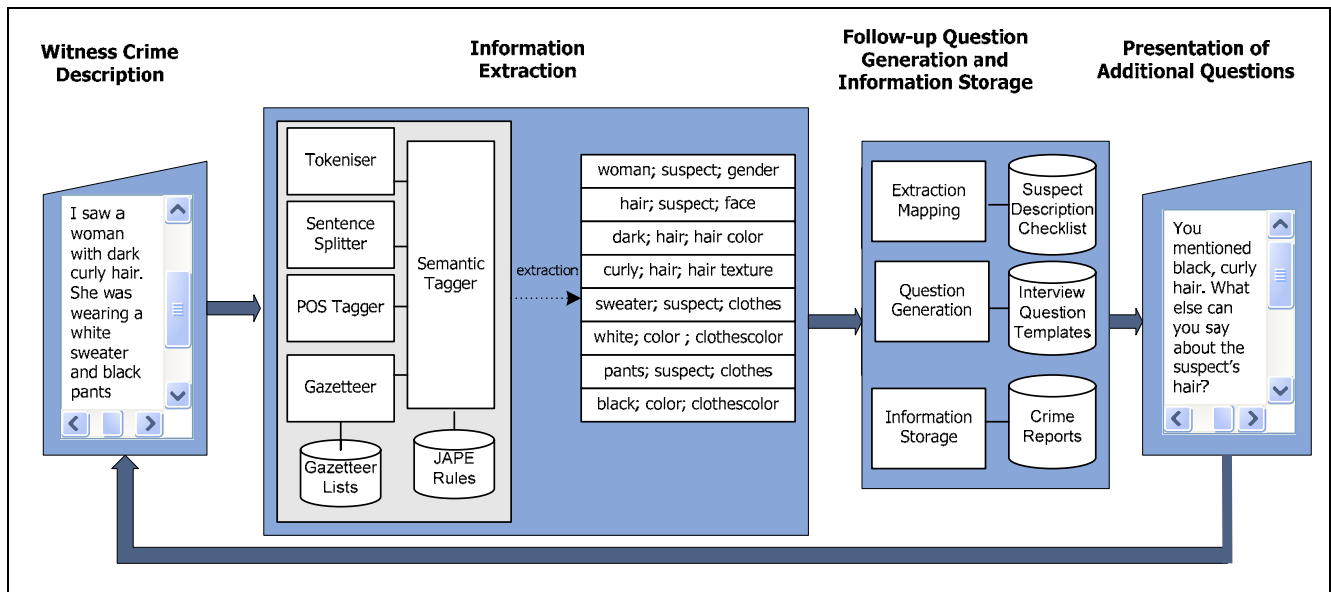 Witness Crime
Description
Information
Extraction
Follow-up Question
Generation and
Information Storage
Presentation of
Additional Questions
I saw a
woman
with dark
curly hair.
She was
wearing a
white
sweater
and black
pants
Tokeniser
Sentence
Splitter
POS Tagger
Gazetteer
Gazetteer
Lists
Semantic
Tagger
JAPE
Rules
extraction
woman; suspect; gender
hair; suspect; face
dark; hair; hair color
curly; hair; hair texture
sweater; suspect; clothes
white; color ; clothescolor
pants; suspect; clothes
black; color; clothescolor
Extraction
Mapping
Suspect
Description
Checklist
Question
Generation
Interview
Question
Templates
Information
Storage
Crime
Reports
You
mentioned
black, curly
hair. What
else can
you say
about the
suspect's
hair?